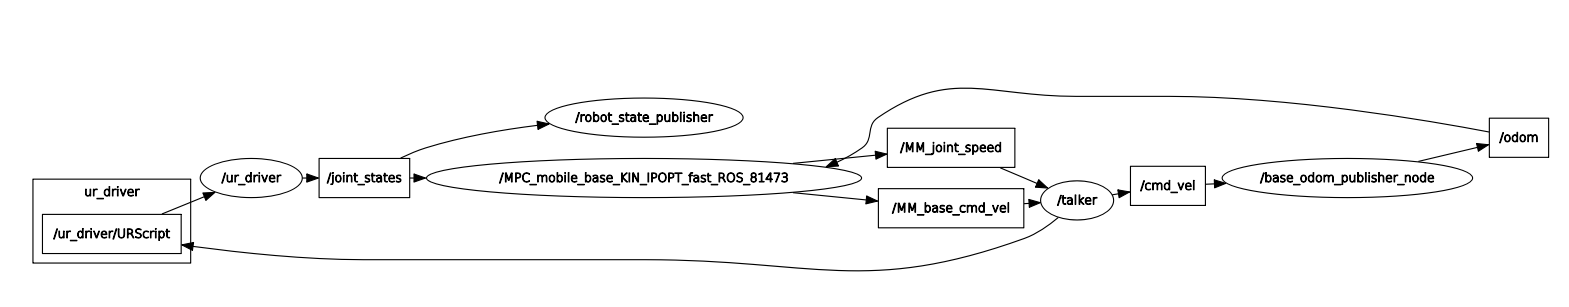 ur_driver
/ur_driver/URScript
/ur_driver
/joint_states
/robot_state_publisher
/MPC_mobile_base_KIN_IPOPT_fast_ROS_81473
/MM_joint_speed
/MM_base_cmd_vel
/talker
/cmd_vel
/base_odom_publisher_node
/odom